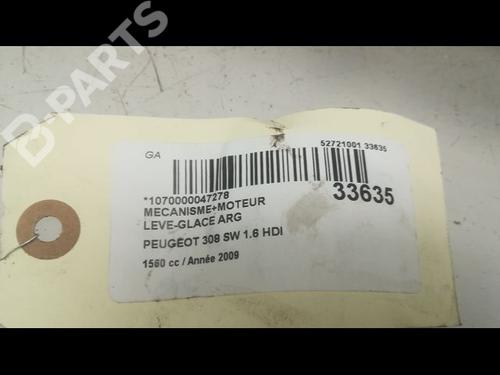 B-PARTS
GA
52721001 33635
*1070000047278
33635
MECANISME+MOTEUR
LEVE-GLACE ARG
PEUGEOT 308 SW 1.6 HDI
1560 cc / Année 2009